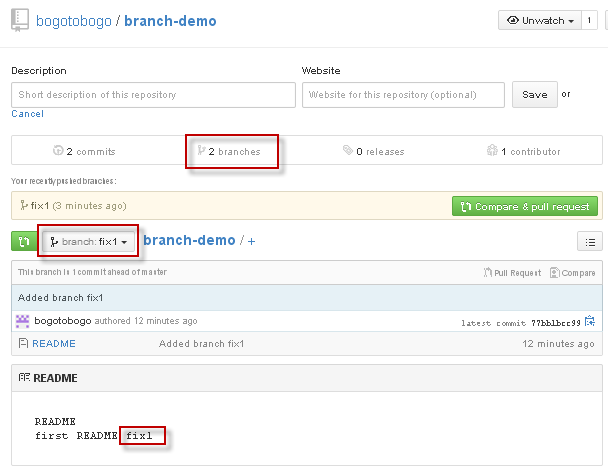 bogotobogo / branch-demo
Unwatch 1
Description
Website
Short description of this repository
Website for this repository (optional)
Save or
Cancel
2 commits
2 branches
0 releases
1 contributor
Your recently pushed branches:
fix1 (3 minutes ago)
Compare & pull request
branch: fix1
branch-demo / +
This branch is 1 commit ahead of master
Pull Request
Compare
Added branch fix1
bogotobogo authored 12 minutes ago
latest commit
README Added branch fix1 12 minutes ago
README
README
first README fix1